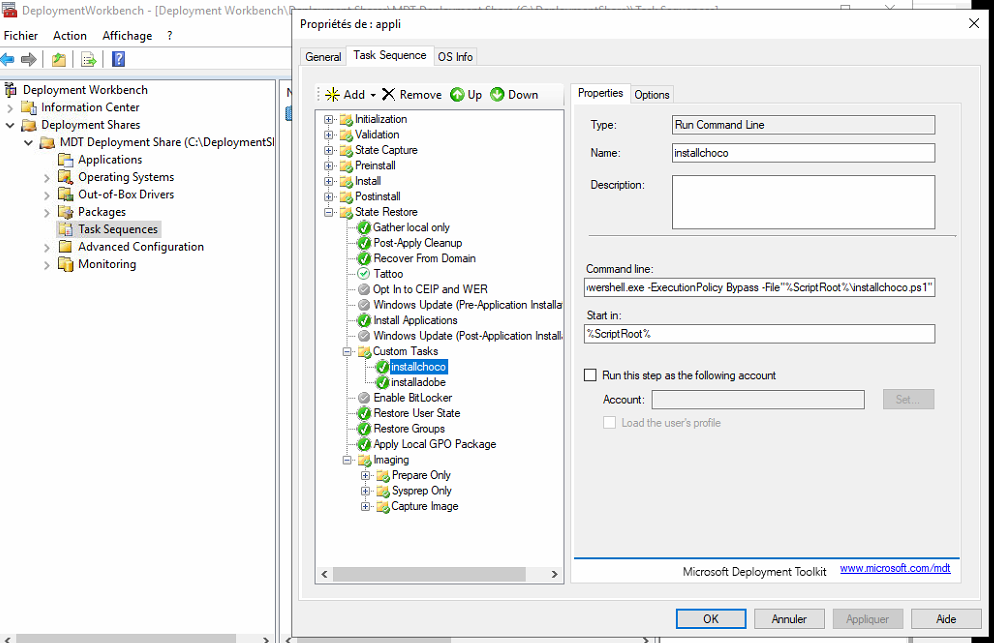 DeploymentWorkbench - [Deployment Workbench\
Fichier Action Affichage ?
Deployment Workbench
Information Center
Deployment Shares
MDT Deployment Share (C:\DeploymentSl
Applications
Operating Systems
Out-of-Box Drivers
Packages
Task Sequences
Advanced Configuration
Monitoring
Propriétés de : appli
General Task Sequence OS Info
Add Remove Up Down
Initialization
Validation
State Capture
Preinstall
Install
Postinstall
State Restore
Gather local only
Post-Apply Cleanup
Recover From Domain
Tattoo
Opt In to CEIP and WER
Windows Update (Pre-Application Installa
Install Applications
Windows Update (Post-Application Install
Custom Tasks
installchoco
installadobe
Enable BitLocker
Restore User State
Restore Groups
Apply Local GPO Package
Imaging
Prepare Only
Sysprep Only
Capture Image
Properties Options
Type: Run Command Line
Name: installchoco
Description:
Command line:
wershell.exe -ExecutionPolicy Bypass -File"%ScriptRoot%\installchoco.ps1"
Start in:
%ScriptRoot%
Run this step as the following account
Account: Set...
Load the user's profile
Microsoft Deployment Toolkit www.microsoft.com/mdt
OK Annuler Appliquer Aide